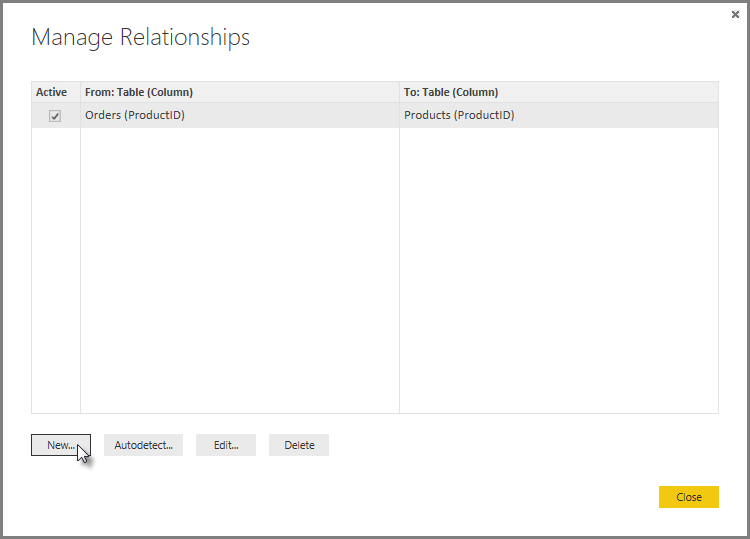 Manage Relationships
Active From: Table (Column) To: Table (Column)
Orders (ProductID) Products (ProductID)
New... Autodetect... Edit... Delete
Close